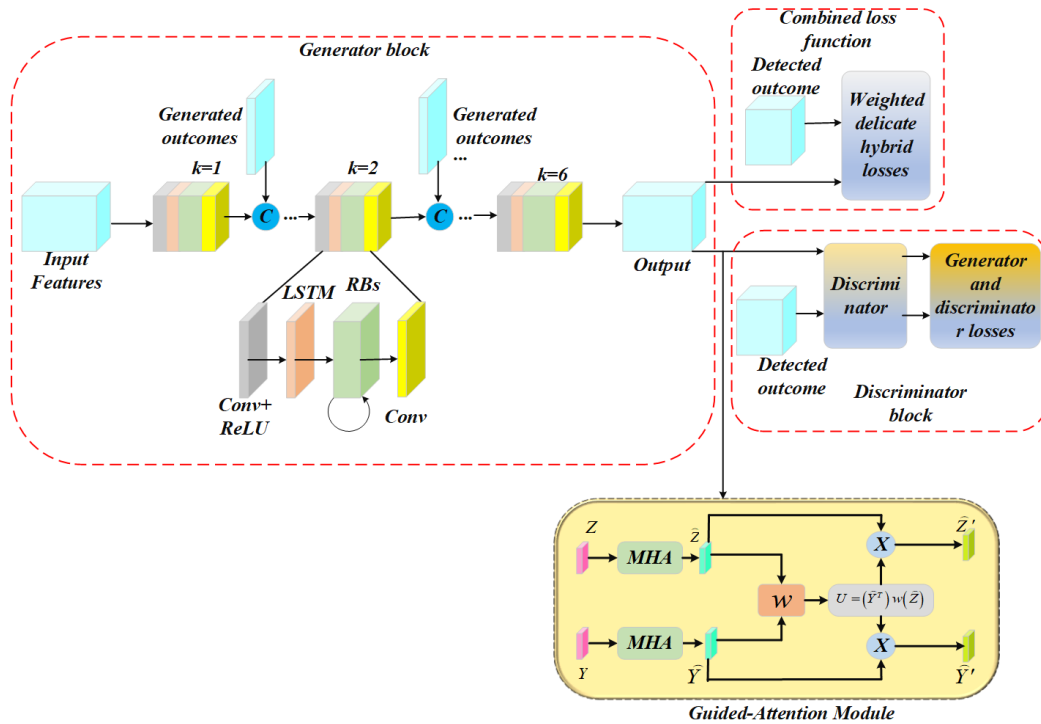 Generator block
Generated
outcomes
Generated
outcomes
...
k=1
k=2
k=6
C
...
C
...
Input
Features
Output
LSTM
RBs
Conv+
ReLU
Conv
Combined loss
function
Detected
outcome
Weighted
delicate
hybrid
losses
Discrimi
nator
Generator
and
discriminato
r losses
Detected
outcome
Discriminator
block
Z
MHA
Ẑ
X
Ẑ′
w
U = (Ŷᵀ) w(Ẑ)
Y
MHA
Ŷ
X
Ŷ′
Guided-Attention Module